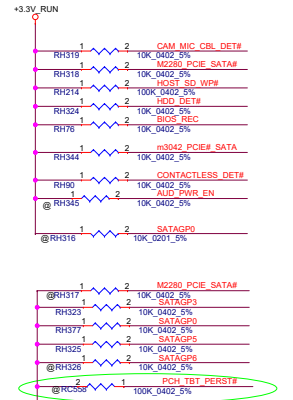 +3.3V_RUN
1 2 CAM_MIC_CBL_DET#
RH319 10K_0402_5%
1 2 M2280_PCIE_SATA#
RH318 10K_0402_5%
1 2 HOST_SD_WP#
RH214 100K_0402_5%
1 2 HDD_DET#
RH324 10K_0402_5%
1 2 BIOS_REC
RH76 10K_0402_5%
1 2 m3042_PCIE#_SATA
RH344 10K_0402_5%
1 2 CONTACTLESS_DET#
RH90 10K_0402_5%
1 2 AUD_PWR_EN
@ RH345 10K_0402_5%
1 2 SATAGP0
@RH316 10K_0201_5%
1 2 M2280_PCIE_SATA#
@RH317 10K_0402_5%
1 2 SATAGP3
RH323 10K_0402_5%
1 2 SATAGP0
RH377 10K_0402_5%
1 2 SATAGP5
RH325 10K_0402_5%
1 2 SATAGP6
@RH326 10K_0402_5%
2 1 PCH_TBT_PERST#
@RC558 100K_0402_5%